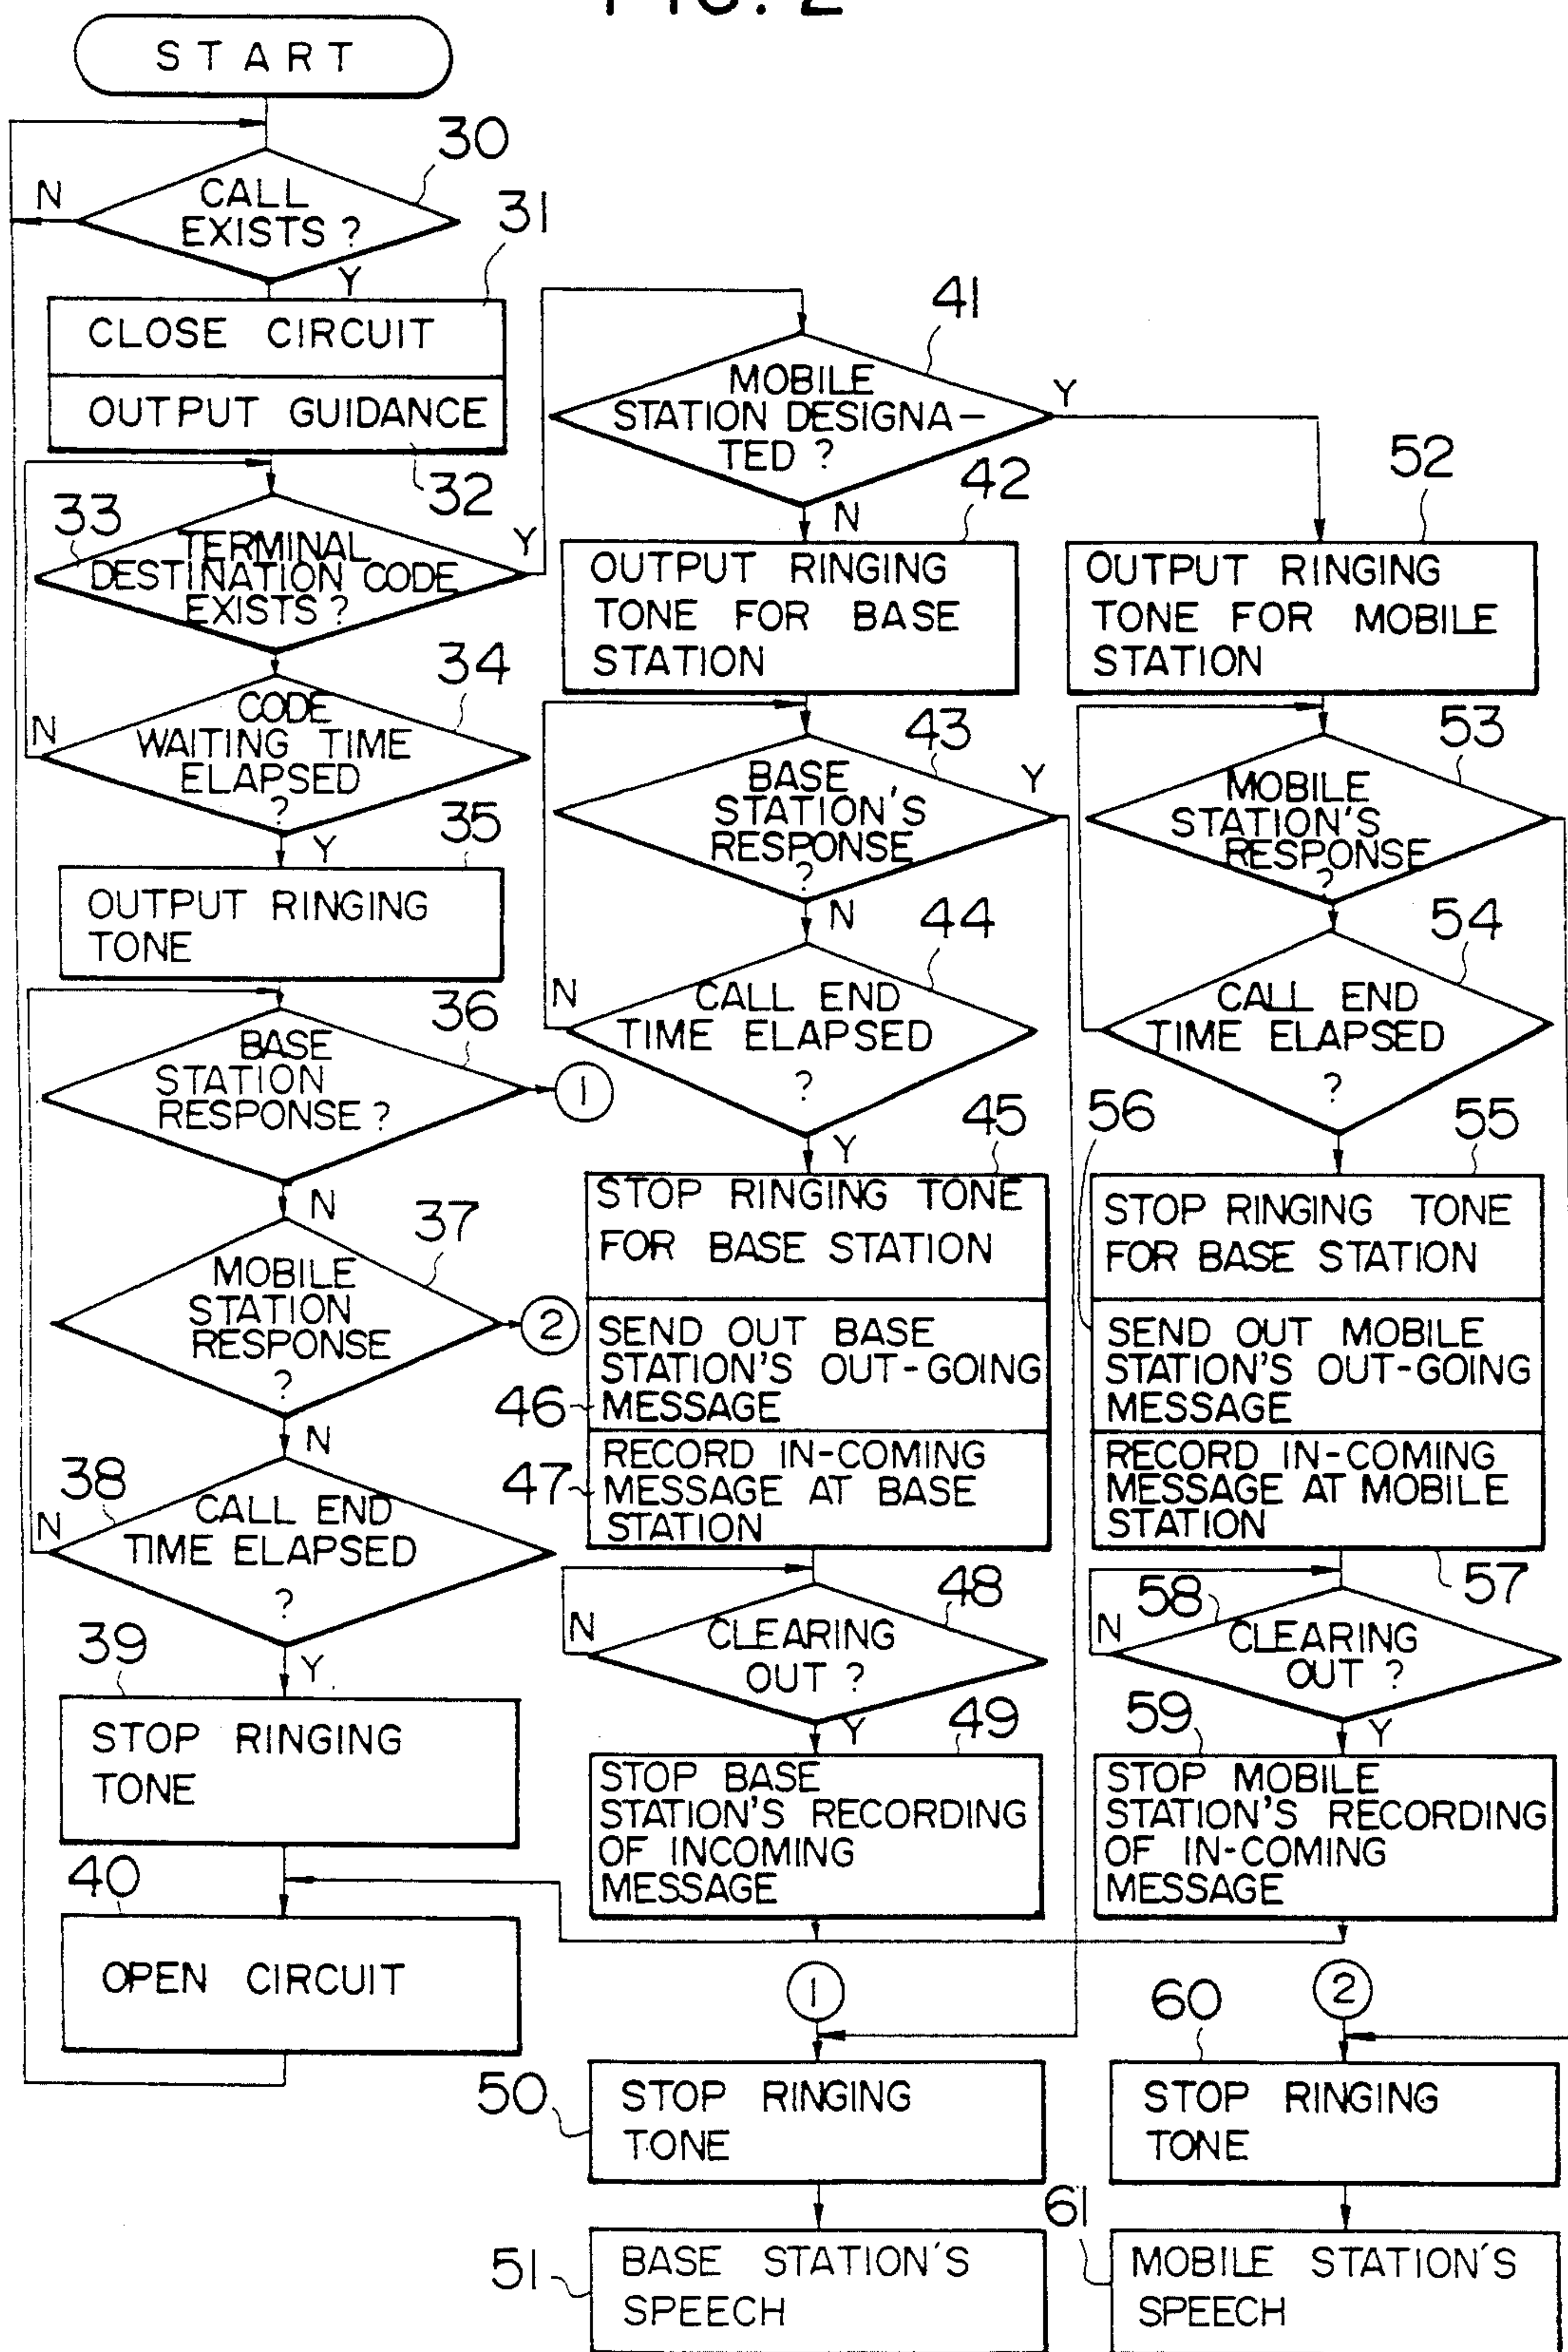 FIG. 2
START
30
CALL
EXISTS ?
N
Y
31
CLOSE CIRCUIT
OUTPUT GUIDANCE
32
33
TERMINAL
DESTINATION CODE
EXISTS ?
Y
34
CODE
WAITING TIME
ELAPSED
?
N
Y
35
OUTPUT RINGING
TONE
36
BASE
STATION
RESPONSE ?
1
N
37
MOBILE
STATION
RESPONSE
?
2
N
38
CALL END
TIME ELAPSED
?
N
Y
39
STOP RINGING
TONE
40
OPEN CIRCUIT
41
MOBILE
STATION DESIGNA-
TED ?
Y
N
42
OUTPUT RINGING
TONE FOR BASE
STATION
43
BASE
STATION'S
RESPONSE
?
Y
N
44
CALL END
TIME ELAPSED
?
N
Y
45
STOP RINGING TONE
FOR BASE STATION
SEND OUT BASE
STATION'S OUT-GOING
MESSAGE
46
RECORD IN-COMING
MESSAGE AT BASE
STATION
47
48
CLEARING
OUT ?
N
Y
49
STOP BASE
STATION'S RECORDING
OF INCOMING
MESSAGE
1
50
STOP RINGING
TONE
51
BASE STATION'S
SPEECH
52
OUTPUT RINGING
TONE FOR MOBILE
STATION
53
MOBILE
STATION'S
RESPONSE
?
54
CALL END
TIME ELAPSED
?
55
56
STOP RINGING TONE
FOR BASE STATION
SEND OUT MOBILE
STATION'S OUT-GOING
MESSAGE
RECORD IN-COMING
MESSAGE AT MOBILE
STATION
57
58
CLEARING
OUT ?
N
Y
59
STOP MOBILE
STATION'S RECORDING
OF IN-COMING
MESSAGE
2
60
STOP RINGING
TONE
61
MOBILE STATION'S
SPEECH